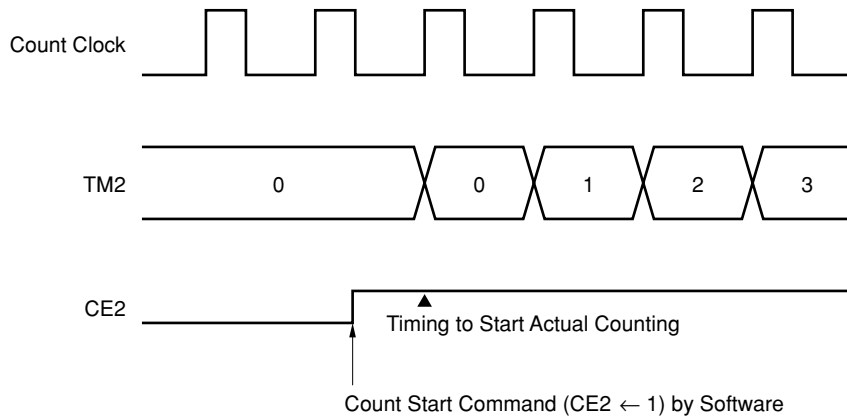 Count Clock
TM2
0
0
1
2
3
CE2
Timing to Start Actual Counting
Count Start Command (CE2 ← 1) by Software